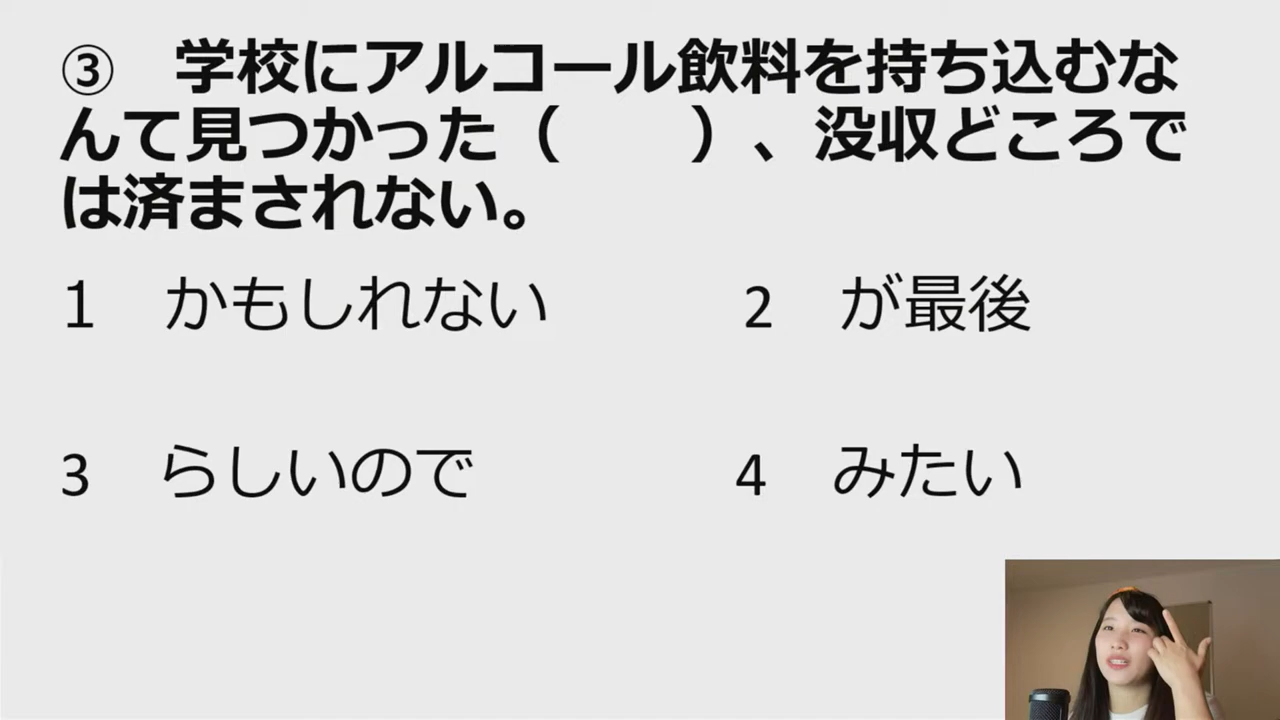 ③　学校にアルコール飲料を持ち込むな
んて見つかった（　　）、没収どころで
は済まされない。
1　かもしれない　2　が最後
3　らしいので　4　みたい